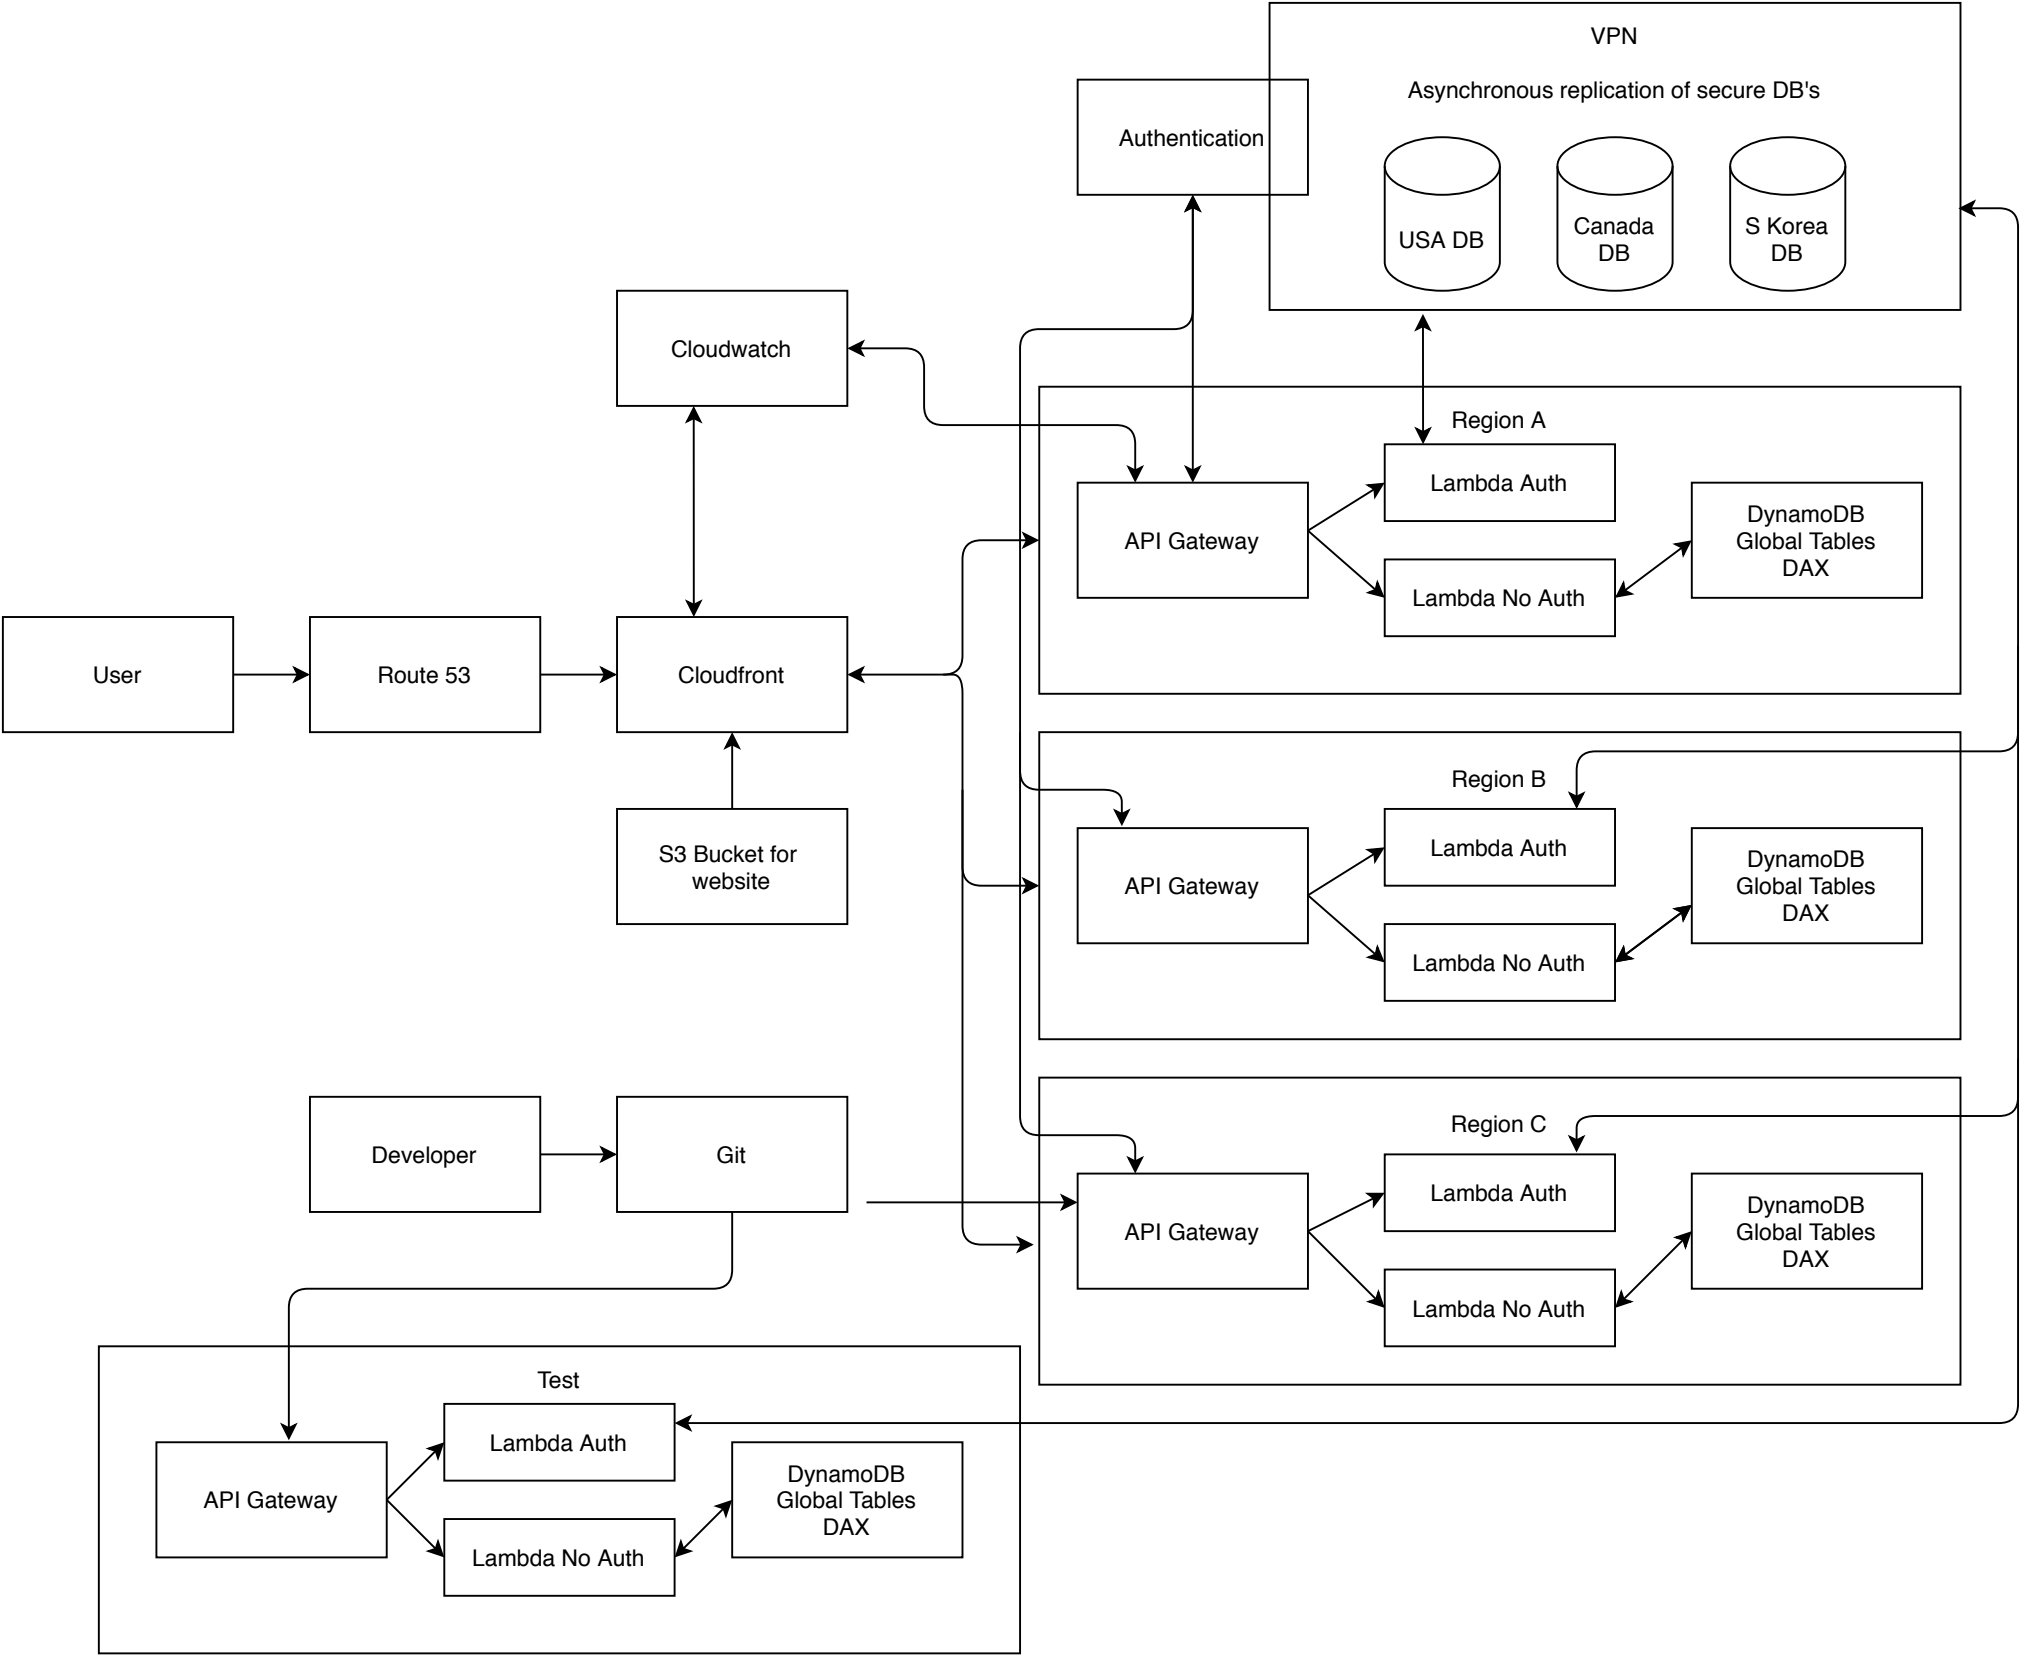 VPN
Asynchronous replication of secure DB's
Authentication
USA DB
Canada
DB
S Korea
DB
Cloudwatch
Region A
API Gateway
Lambda Auth
Lambda No Auth
DynamoDB
Global Tables
DAX
User
Route 53
Cloudfront
S3 Bucket for
website
Region B
API Gateway
Lambda Auth
Lambda No Auth
DynamoDB
Global Tables
DAX
Developer
Git
Region C
API Gateway
Lambda Auth
Lambda No Auth
DynamoDB
Global Tables
DAX
Test
API Gateway
Lambda Auth
Lambda No Auth
DynamoDB
Global Tables
DAX